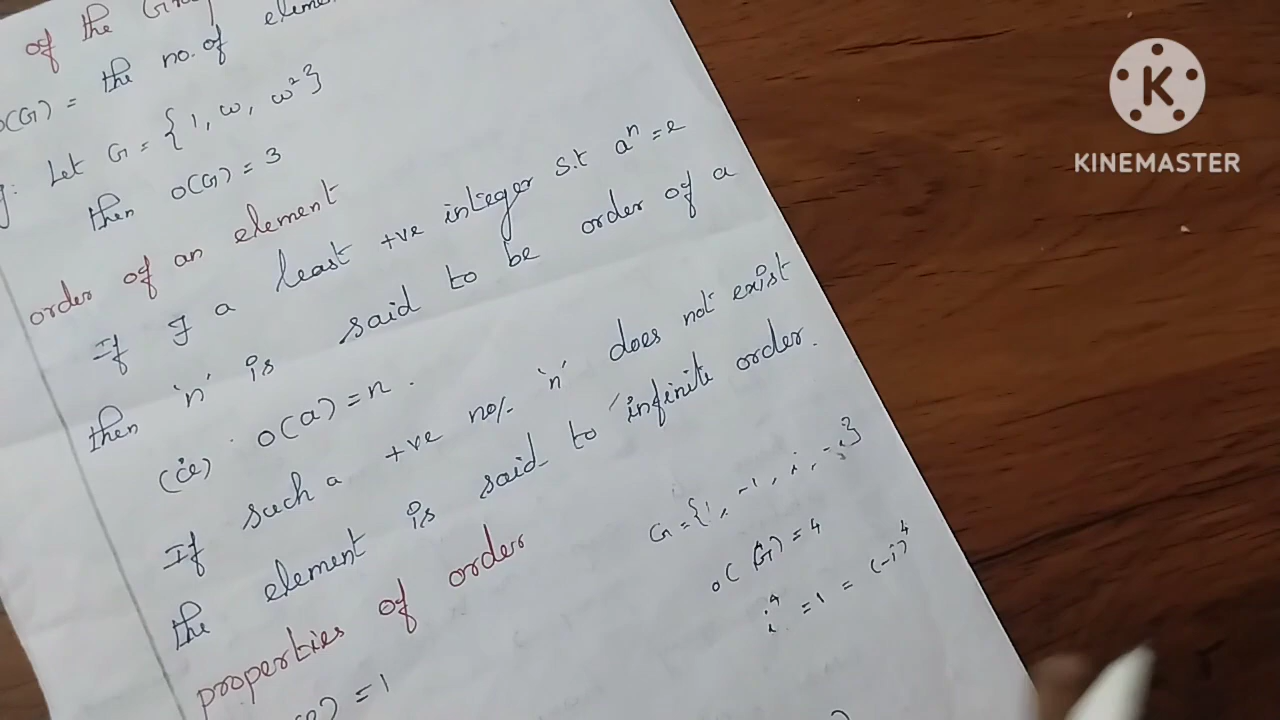 of the
O(G) = the no. of
g: Let G = {1, ω, ω²}
then O(G) = 3
order of an element
If ∃ a least +ve integer s.t aⁿ = e
then 'n' is said to be order of a
(ie) O(a) = n.
If such a +ve no/. 'n' does not exist
the element is said to infinite order.
G = {1, -1, i, -i}
O(G) = 4
i⁴ = 1 = (-i)⁴
properties of order
= 1
KINEMASTER